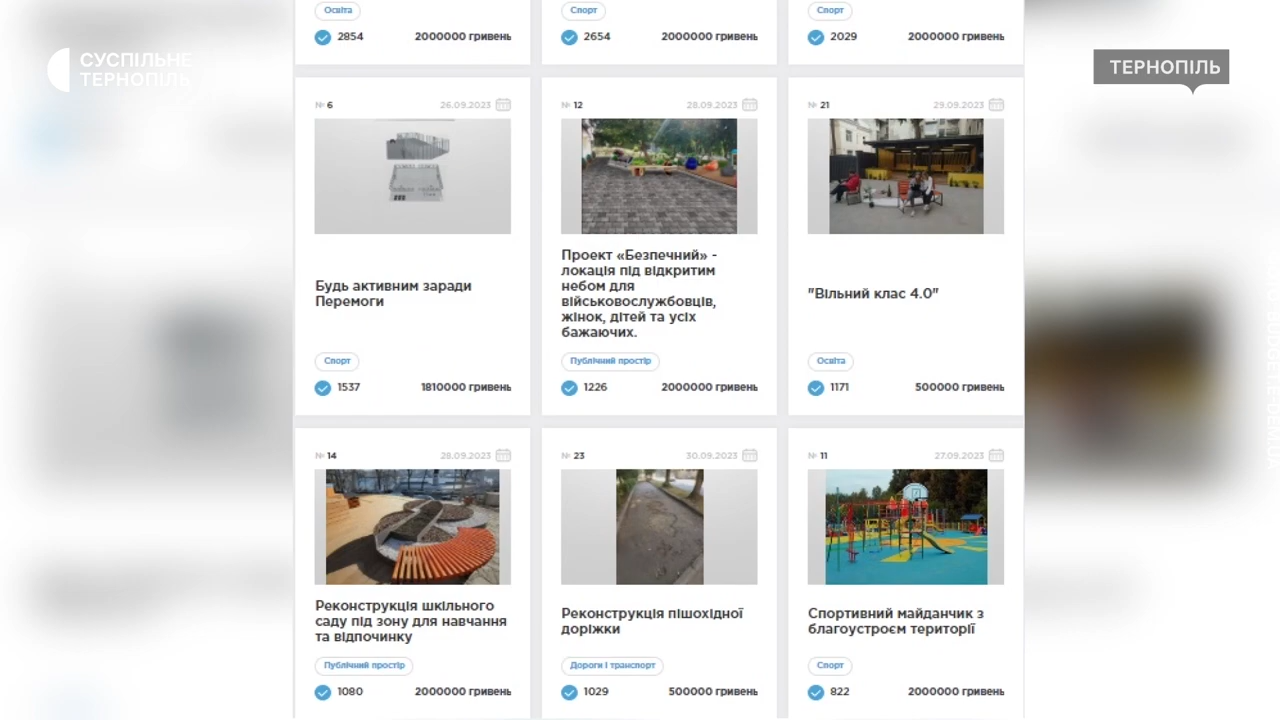 Освіта
2854 2000000 гривень
Спорт
2654 2000000 гривень
Спорт
2029 2000000 гривень
СУСПІЛЬНЕ
ТЕРНОПІЛЬ
ТЕРНОПІЛЬ
№ 6 26.09.2023
Будь активним заради
Перемоги
Спорт
1537 1810000 гривень
№ 12 28.09.2023
Проект «Безпечний» -
локація під відкритим
небом для
військовослужбовців,
жінок, дітей та усіх
бажаючих.
Публічний простір
1226 2000000 гривень
№ 21 29.09.2023
"Вільний клас 4.0"
Освіта
1171 500000 гривень
№ 14 28.09.2023
Реконструкція шкільного
саду під зону для навчання
та відпочинку
Публічний простір
1080 2000000 гривень
№ 23 30.09.2023
Реконструкція пішохідної
доріжки
Дороги і транспорт
1029 500000 гривень
№ 11 27.09.2023
Спортивний майданчик з
благоустроєм території
Спорт
822 2000000 гривень